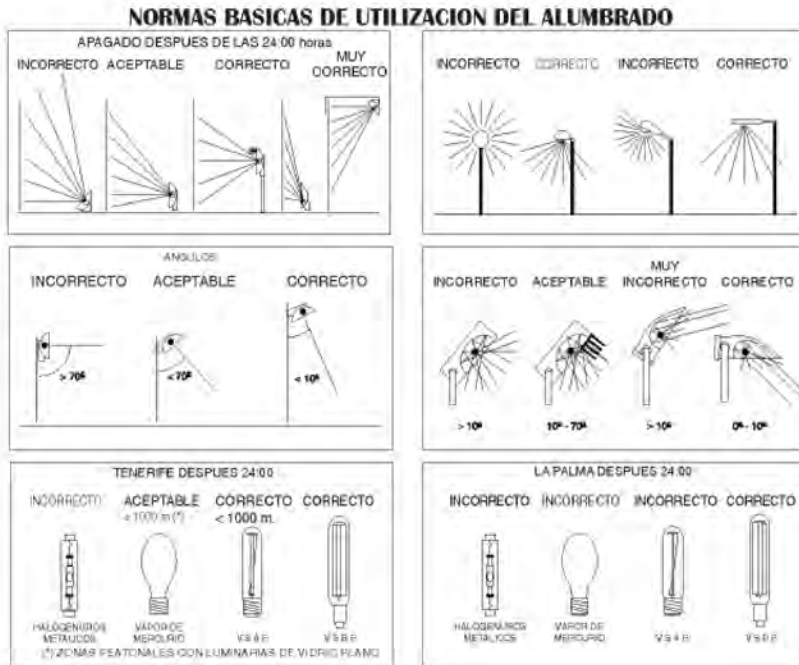 NORMAS BASICAS DE UTILIZACION DEL ALUMBRADO
APAGADO DESPUES DE LAS 24:00 horas
INCORRECTO ACEPTABLE CORRECTO MUY CORRECTO
INCORRECTO CORRECTO INCORRECTO CORRECTO
ANGULOS
INCORRECTO ACEPTABLE CORRECTO
> 70º < 70º < 10º
INCORRECTO ACEPTABLE MUY INCORRECTO CORRECTO
> 10º 10º - 70º > 10º 0º - 10º
TENERIFE DESPUES 24:00
INCORRECTO ACEPTABLE CORRECTO CORRECTO
< 1000 m (*) < 1000 m.
HALOGENUROS METALICOS VAPOR DE MERCURIO V S A P V S B P
(*) ZONAS PEATONALES CON LUMINARIAS DE VIDRIO PLANO
LA PALMA DESPUES 24:00
INCORRECTO INCORRECTO INCORRECTO CORRECTO
HALOGENUROS METALICOS VAPOR DE MERCURIO V S A P V S B P